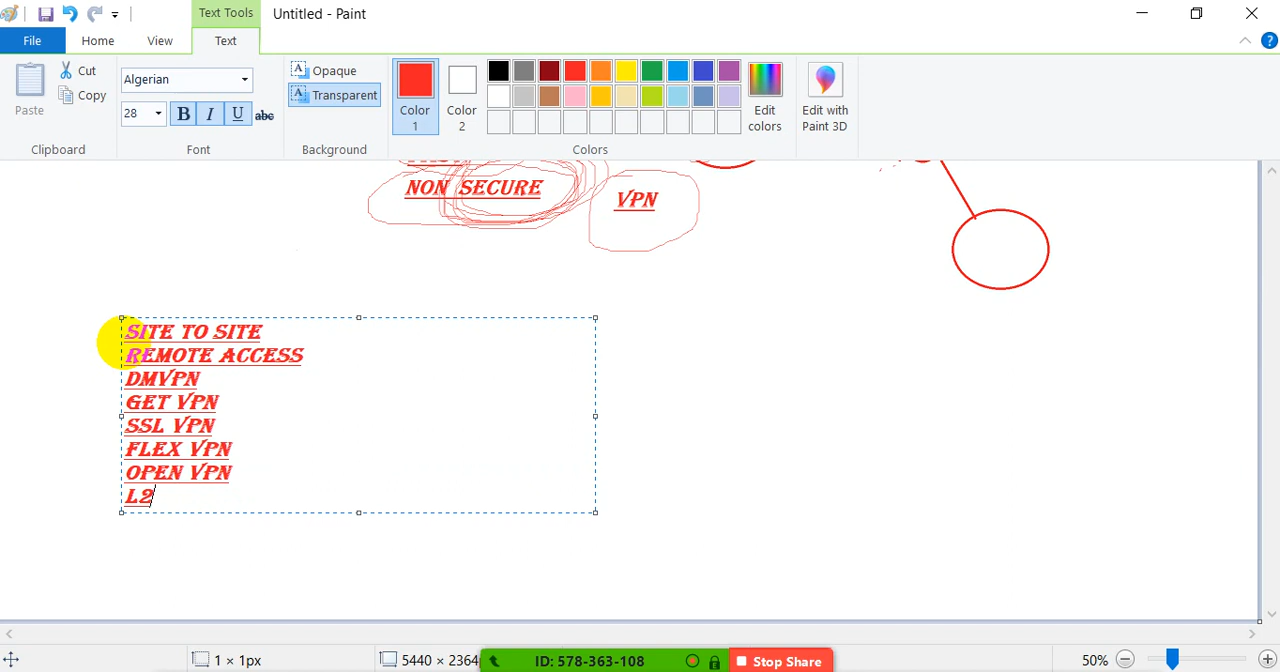 Text Tools
Untitled - Paint
File
Home
View
Text
?
Paste
Cut
Copy
Clipboard
Algerian
28
B
I
U
abc
Font
A Opaque
A Transparent
Background
Color 1
Color 2
Edit colors
Colors
Edit with Paint 3D
NON SECURE
VPN
SITE TO SITE
REMOTE ACCESS
DMVPN
GET VPN
SSL VPN
FLEX VPN
OPEN VPN
L2
1 × 1px
5440 × 2364
ID: 578-363-108
Stop Share
50%